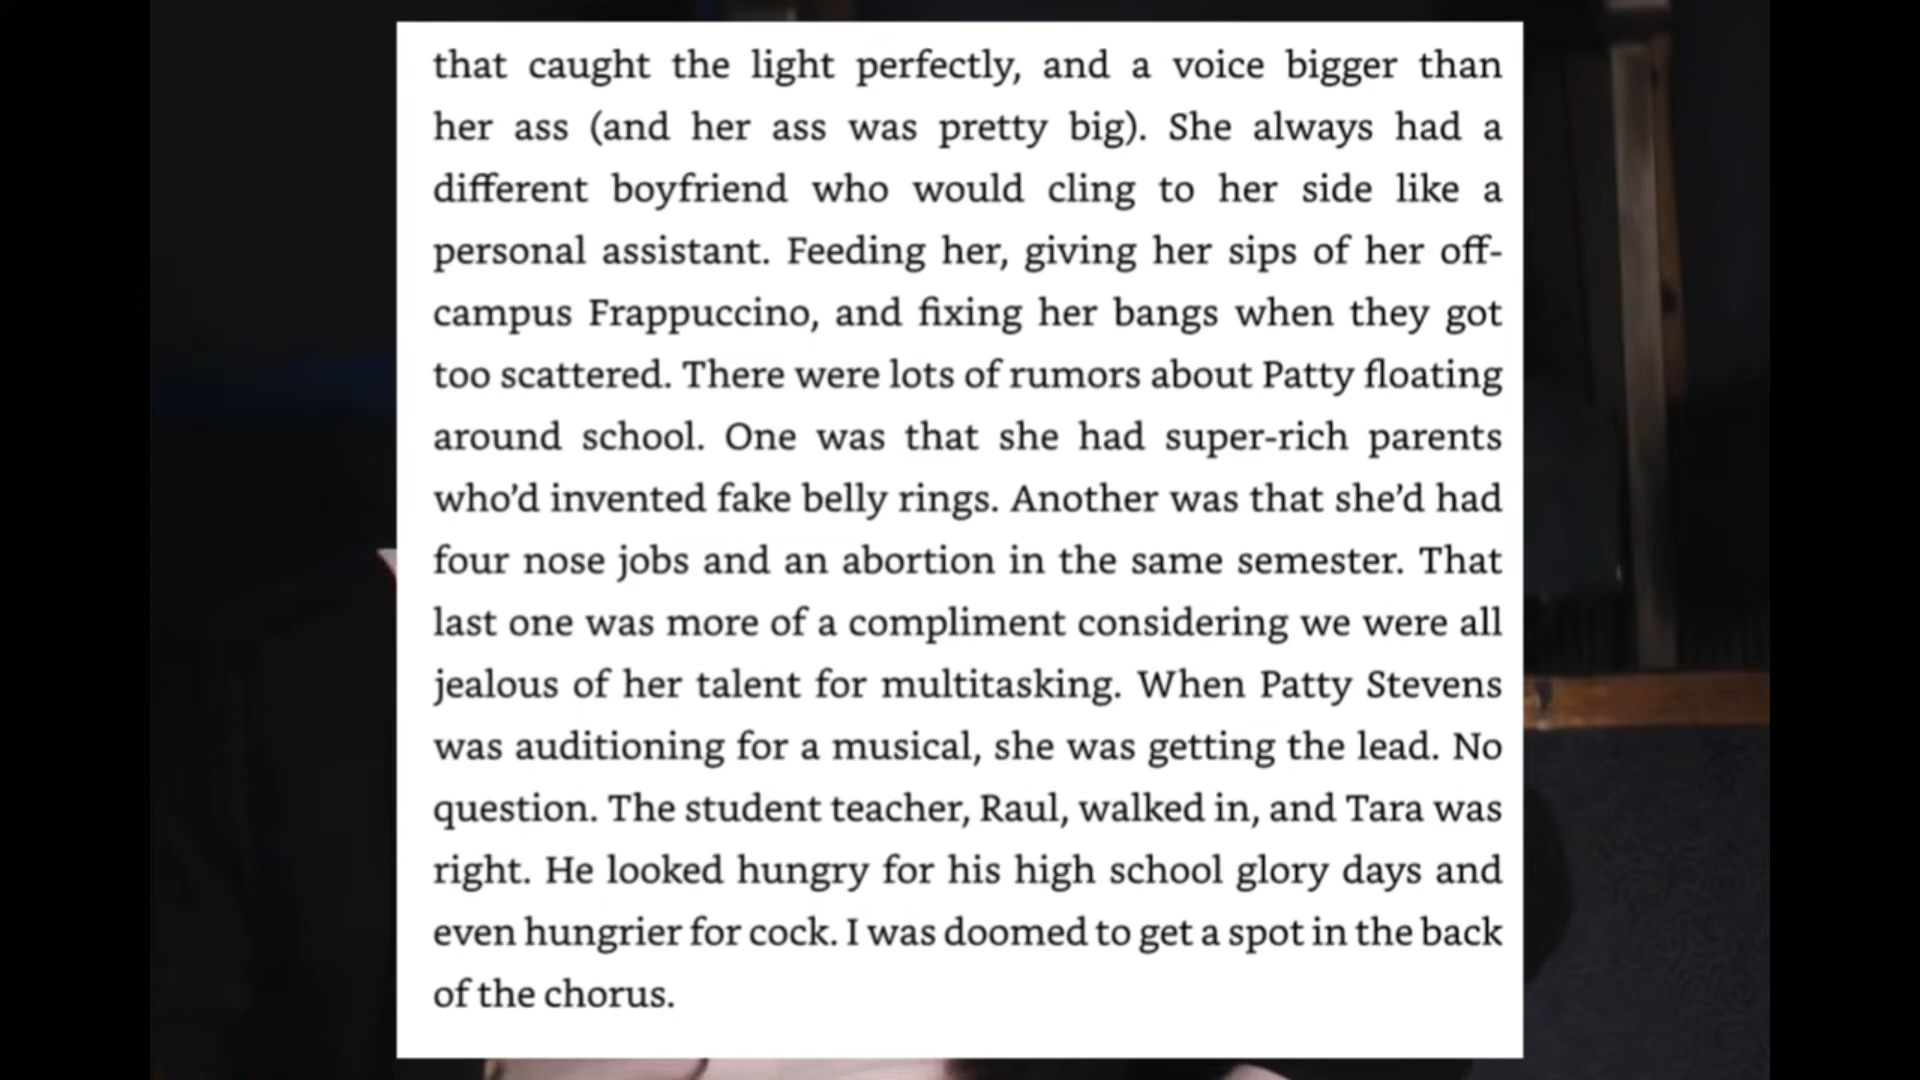 that caught the light perfectly, and a voice bigger than
her ass (and her ass was pretty big). She always had a
different boyfriend who would cling to her side like a
personal assistant. Feeding her, giving her sips of her off-
campus Frappuccino, and fixing her bangs when they got
too scattered. There were lots of rumors about Patty floating
around school. One was that she had super-rich parents
who’d invented fake belly rings. Another was that she’d had
four nose jobs and an abortion in the same semester. That
last one was more of a compliment considering we were all
jealous of her talent for multitasking. When Patty Stevens
was auditioning for a musical, she was getting the lead. No
question. The student teacher, Raul, walked in, and Tara was
right. He looked hungry for his high school glory days and
even hungrier for cock. I was doomed to get a spot in the back
of the chorus.